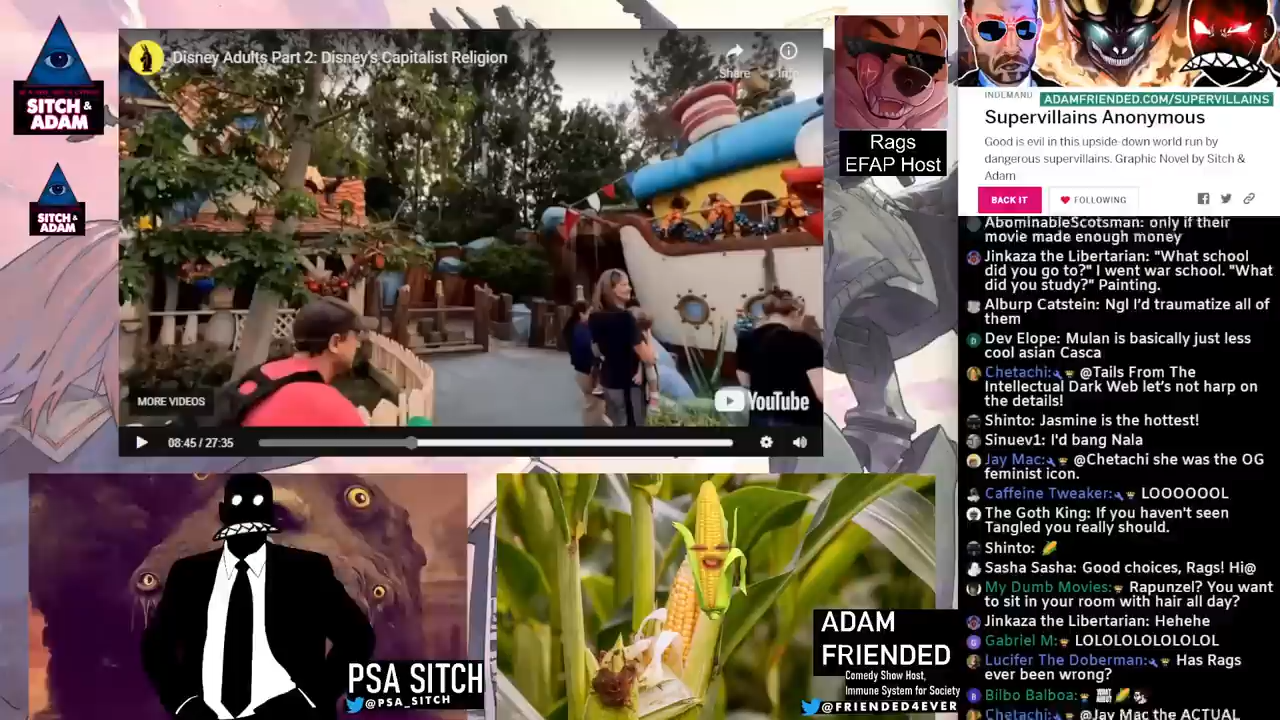 SITCH &
ADAM
SITCH &
ADAM
Disney Adults Part 2: Disney's Capitalist Religion
Share
Info
MORE VIDEOS
YouTube
08:45 / 27:35
Rags
EFAP Host
INDEMAND
ADAMFRIENDED.COM/SUPERVILLAINS
Supervillains Anonymous
Good is evil in this upside-down world run by
dangerous supervillains. Graphic Novel by Sitch &
Adam
BACK IT
FOLLOWING
AbominableScotsman: only if their
movie made enough money
Jinkaza the Libertarian: "What school
did you go to?" I went war school. "What
did you study?" Painting.
Alburp Catstein: Ngl I'd traumatize all of
them
Dev Elope: Mulan is basically just less
cool asian Casca
Chetachi: @Tails From The
Intellectual Dark Web let's not harp on
the details!
Shinto: Jasmine is the hottest!
Sinuev1: I'd bang Nala
Jay Mac: @Chetachi she was the OG
feminist icon.
Caffeine Tweaker: LOOOOOOL
The Goth King: If you haven't seen
Tangled you really should.
Shinto: 🌽
Sasha Sasha: Good choices, Rags! Hi@
My Dumb Movies: Rapunzel? You want
to sit in your room with hair all day?
Jinkaza the Libertarian: Hehehe
Gabriel M: LOLOLOLOLOLOL
Lucifer The Doberman: Has Rags
ever been wrong?
Bilbo Balboa: 🌽
Chetachi: @Jay Mac the ACTUAL
PSA SITCH
@PSA_SITCH
ADAM
FRIENDED
Comedy Show Host,
Immune System for Society
@FRIENDED4EVER